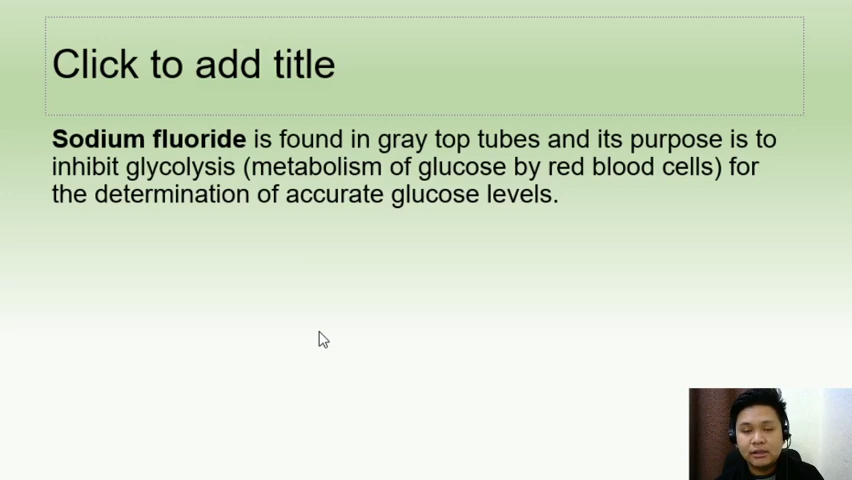 Click to add title
Sodium fluoride is found in gray top tubes and its purpose is to
inhibit glycolysis (metabolism of glucose by red blood cells) for
the determination of accurate glucose levels.